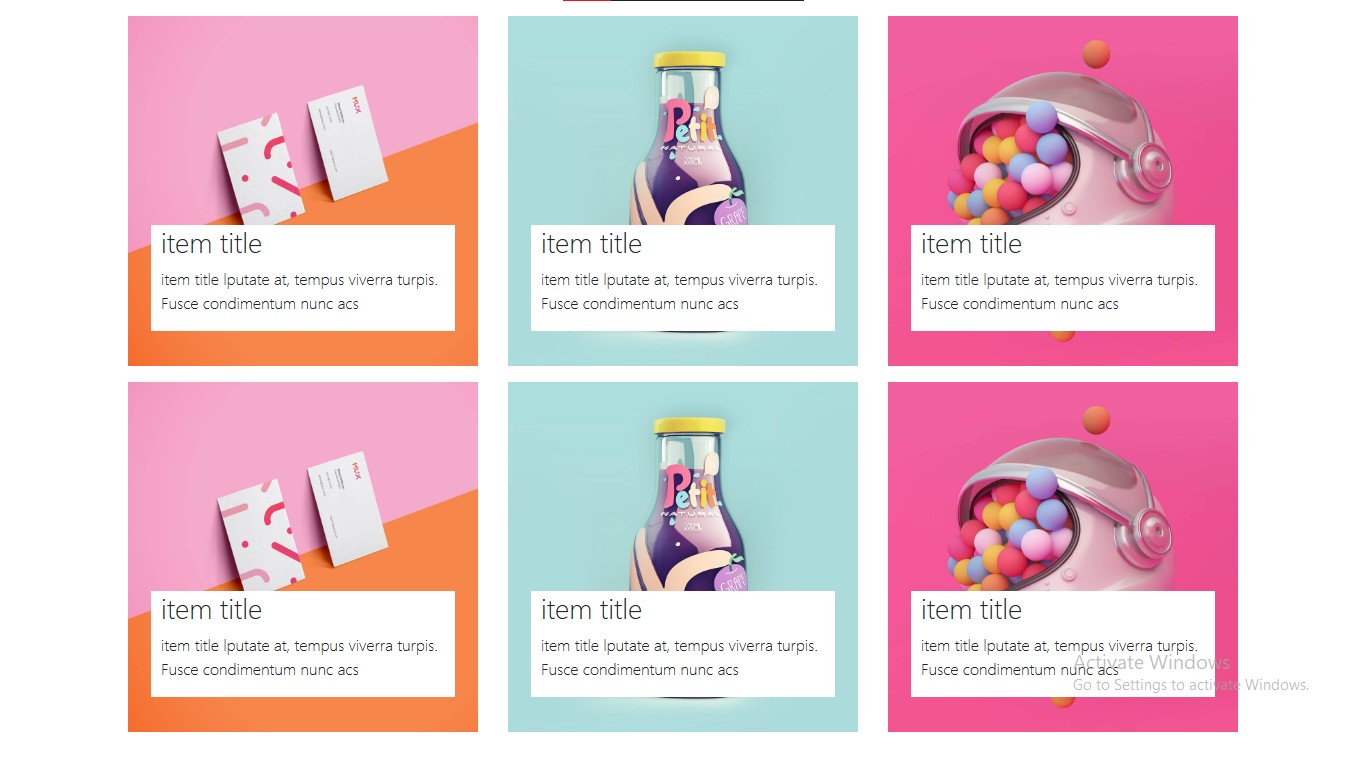 MUX
Petit
NATURAL
GRAPE
item title
item title lputate at, tempus viverra turpis.
Fusce condimentum nunc acs
item title
item title lputate at, tempus viverra turpis.
Fusce condimentum nunc acs
item title
item title lputate at, tempus viverra turpis.
Fusce condimentum nunc acs
MUX
Petit
NATURAL
GRAPE
item title
item title lputate at, tempus viverra turpis.
Fusce condimentum nunc acs
item title
item title lputate at, tempus viverra turpis.
Fusce condimentum nunc acs
item title
item title lputate at, tempus viverra turpis.
Fusce condimentum nunc acs
Activate Windows
Go to Settings to activate Windows.